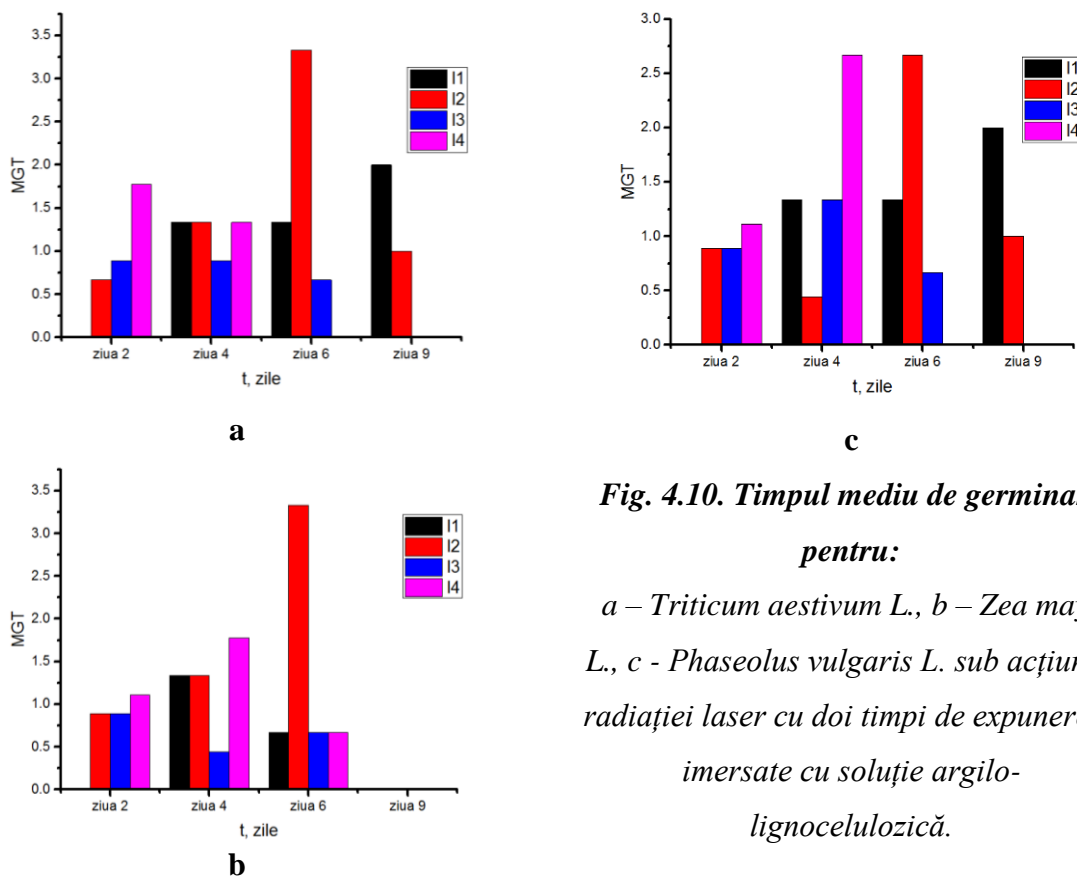 3.5
3.0
2.5
2.0
1.5
1.0
0.5
0.0
MGT
I1
I2
I3
I4
ziua 2 ziua 4 ziua 6 ziua 9
t, zile
a
3.0
2.5
2.0
1.5
1.0
0.5
0.0
MGT
I1
I2
I3
I4
ziua 2 ziua 4 ziua 6 ziua 9
t, zile
c
3.5
3.0
2.5
2.0
1.5
1.0
0.5
0.0
MGT
I1
I2
I3
I4
ziua 2 ziua 4 ziua 6 ziua 9
t, zile
b
Fig. 4.10. Timpul mediu de germina
pentru:
a – Triticum aestivum L., b – Zea may
L., c - Phaseolus vulgaris L. sub acțiun
radiației laser cu doi timpi de expunere
imersate cu soluție argilo-
lignocelulozică.